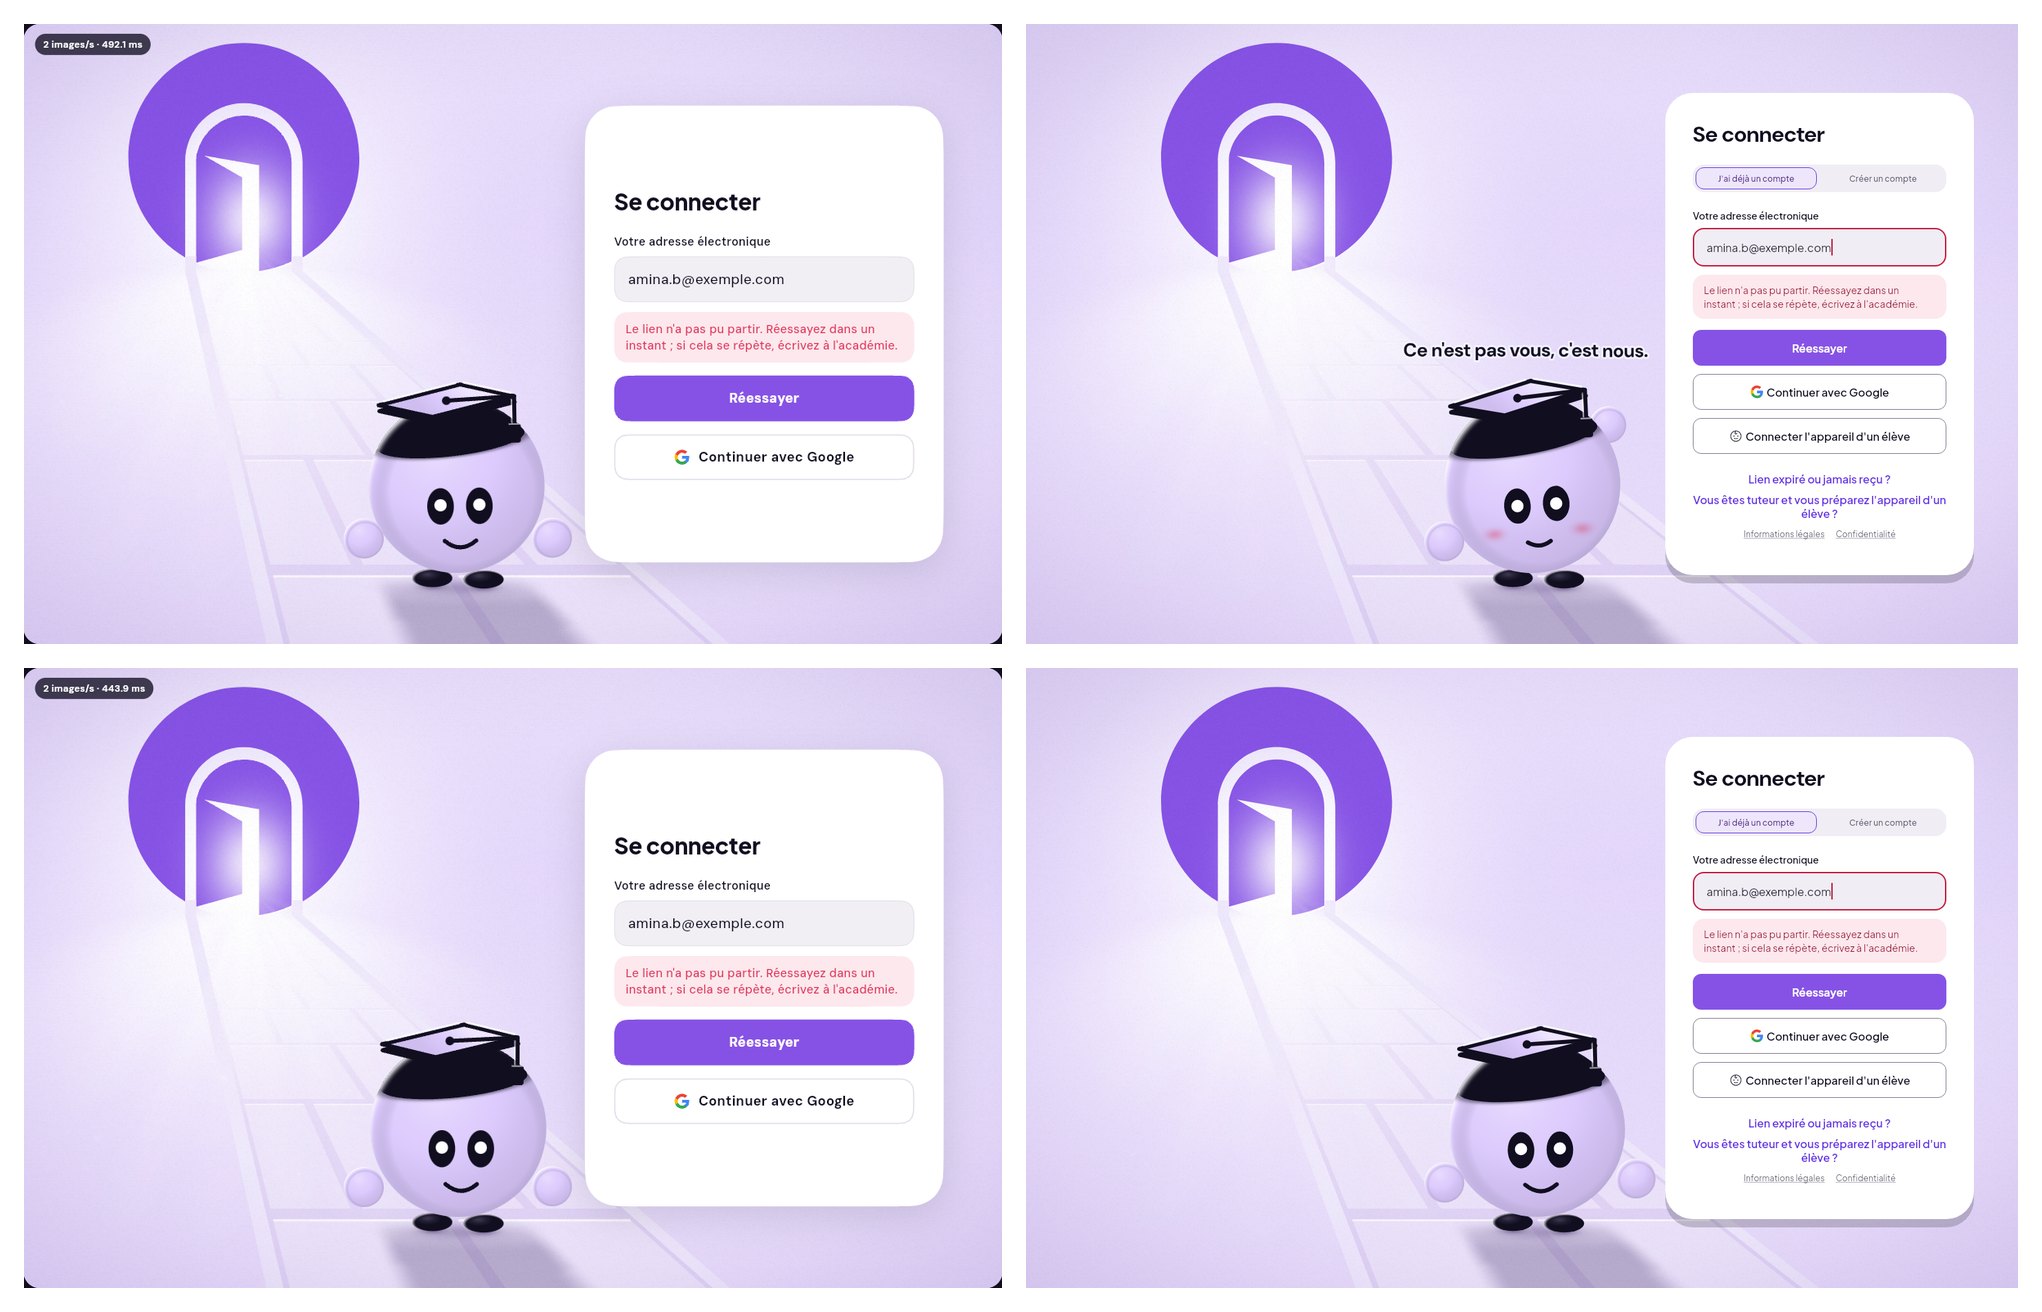 2 images/s · 492.1 ms
Se connecter
Votre adresse électronique
amina.b@exemple.com
Le lien n'a pas pu partir. Réessayez dans un
instant ; si cela se répète, écrivez à l'académie.
Réessayer
Continuer avec Google
Ce n'est pas vous, c'est nous.
Se connecter
J'ai déjà un compte
Créer un compte
Votre adresse électronique
amina.b@exemple.com
Le lien n'a pas pu partir. Réessayez dans un
instant ; si cela se répète, écrivez à l'académie.
Réessayer
Continuer avec Google
Connecter l'appareil d'un élève
Lien expiré ou jamais reçu ?
Vous êtes tuteur et vous préparez l'appareil d'un
élève ?
Informations légales
Confidentialité
2 images/s · 443.9 ms
Se connecter
Votre adresse électronique
amina.b@exemple.com
Le lien n'a pas pu partir. Réessayez dans un
instant ; si cela se répète, écrivez à l'académie.
Réessayer
Continuer avec Google
Se connecter
J'ai déjà un compte
Créer un compte
Votre adresse électronique
amina.b@exemple.com
Le lien n'a pas pu partir. Réessayez dans un
instant ; si cela se répète, écrivez à l'académie.
Réessayer
Continuer avec Google
Connecter l'appareil d'un élève
Lien expiré ou jamais reçu ?
Vous êtes tuteur et vous préparez l'appareil d'un
élève ?
Informations légales
Confidentialité